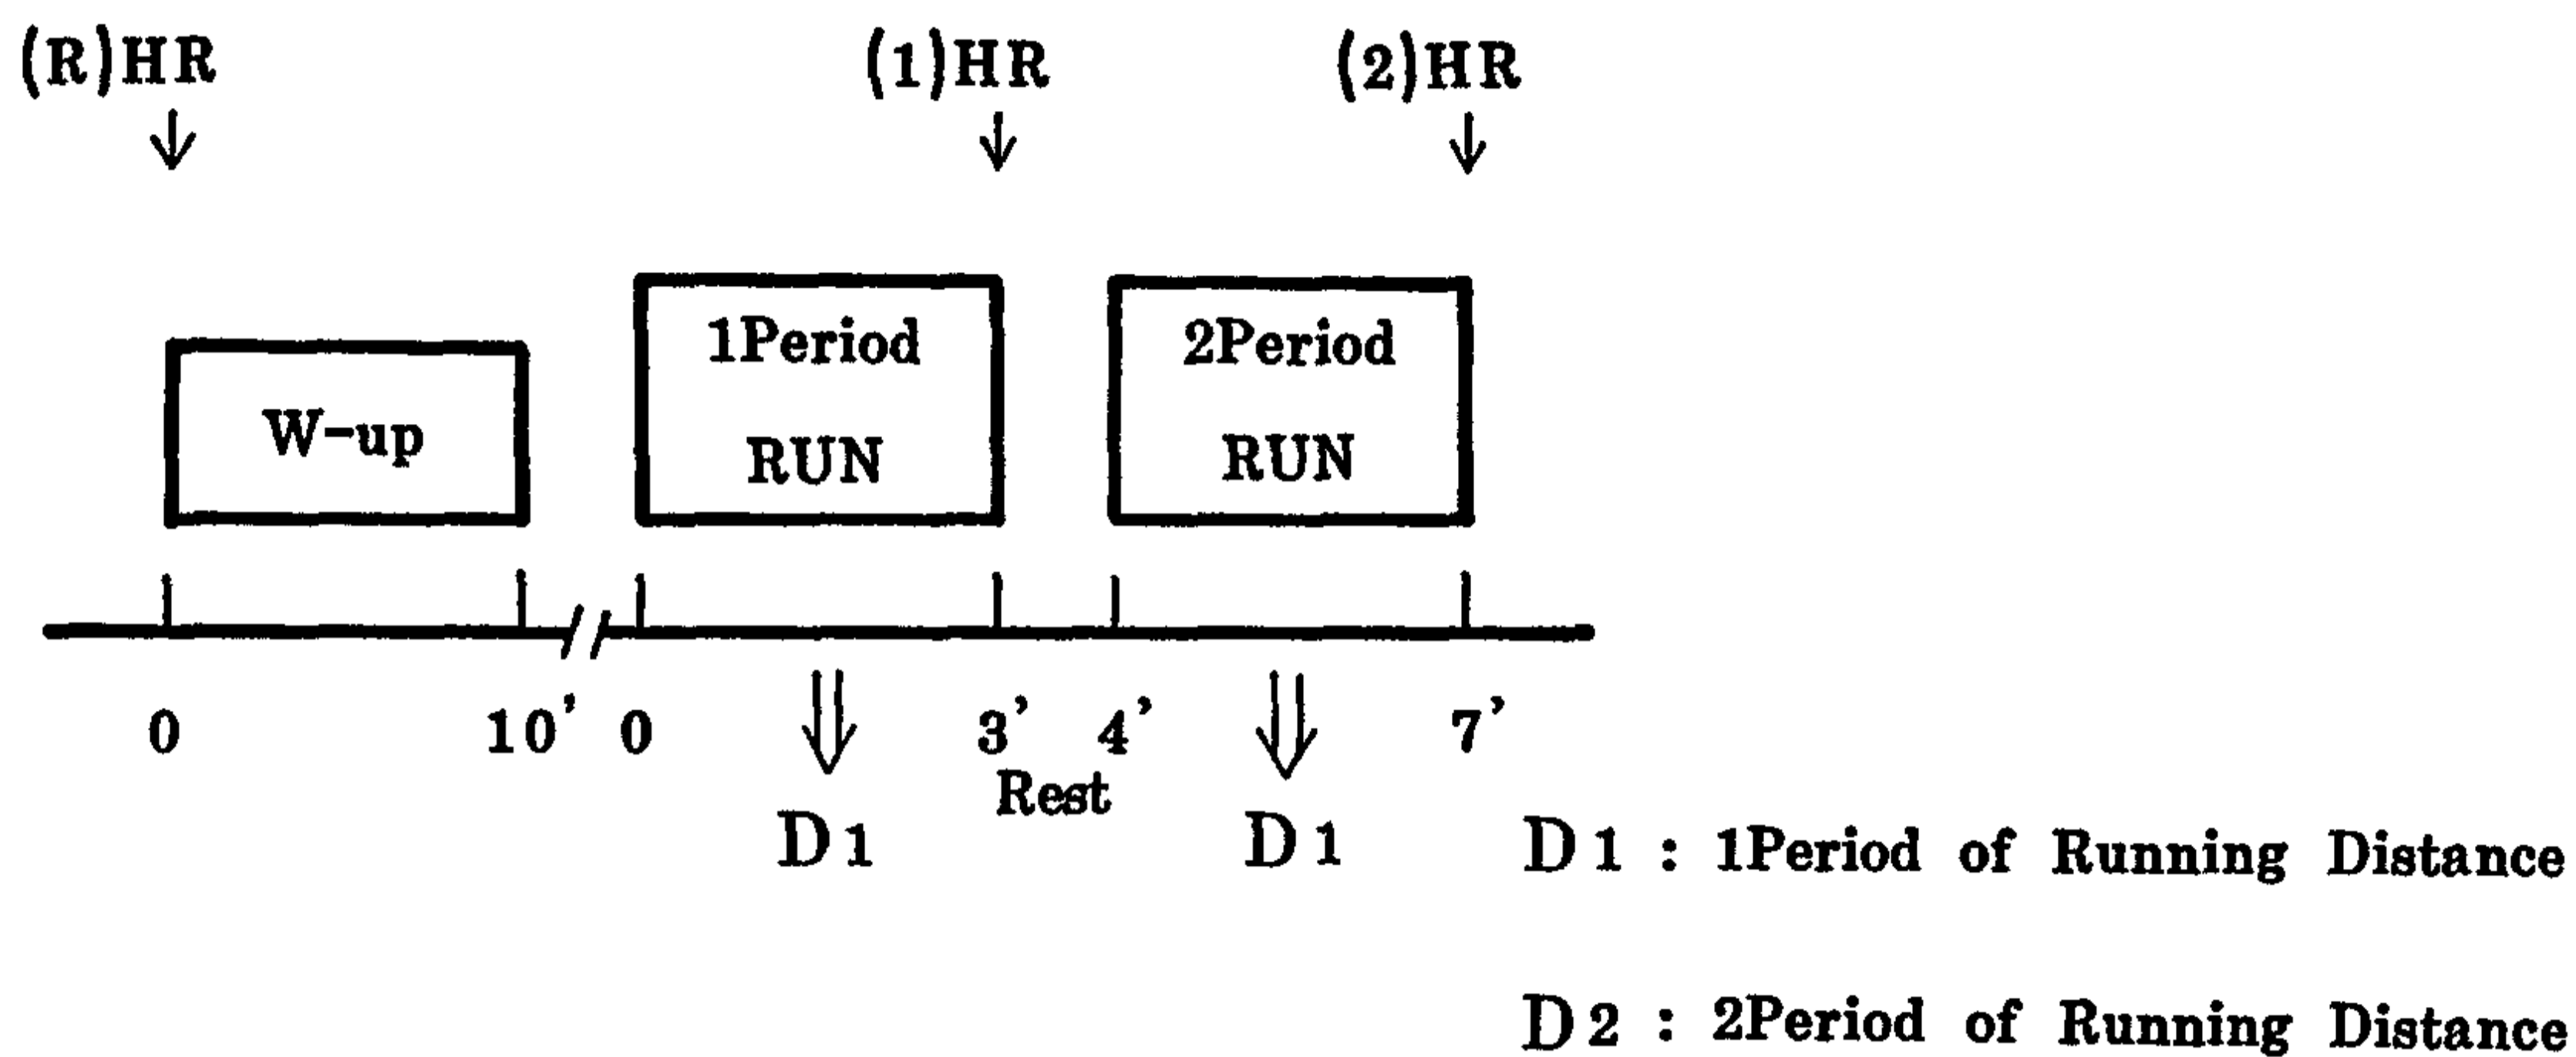 (R)HR (1)HR (2)HR
1Period 2Period
W-up RUN RUN
0 10' 0 3' 4' 7'
Rest
D1 D1 D1 : 1Period of Running Distance
D2 : 2Period of Running Distance